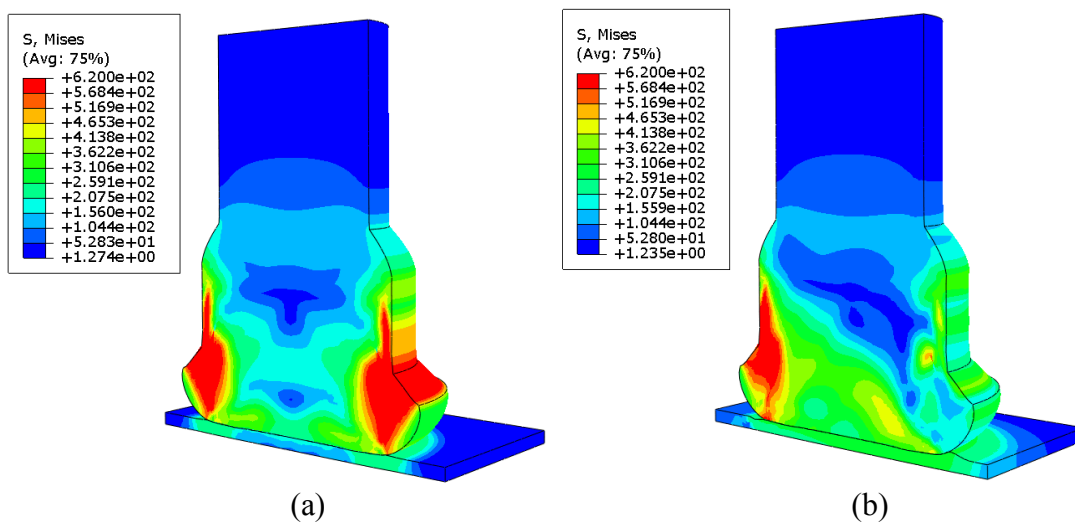 S, Mises
(Avg: 75%)
+6.200e+02
+5.684e+02
+5.169e+02
+4.653e+02
+4.138e+02
+3.622e+02
+3.106e+02
+2.591e+02
+2.075e+02
+1.560e+02
+1.044e+02
+5.283e+01
+1.274e+00
(a)
S, Mises
(Avg: 75%)
+6.200e+02
+5.684e+02
+5.169e+02
+4.653e+02
+4.138e+02
+3.622e+02
+3.106e+02
+2.591e+02
+2.075e+02
+1.559e+02
+1.044e+02
+5.280e+01
+1.235e+00
(b)